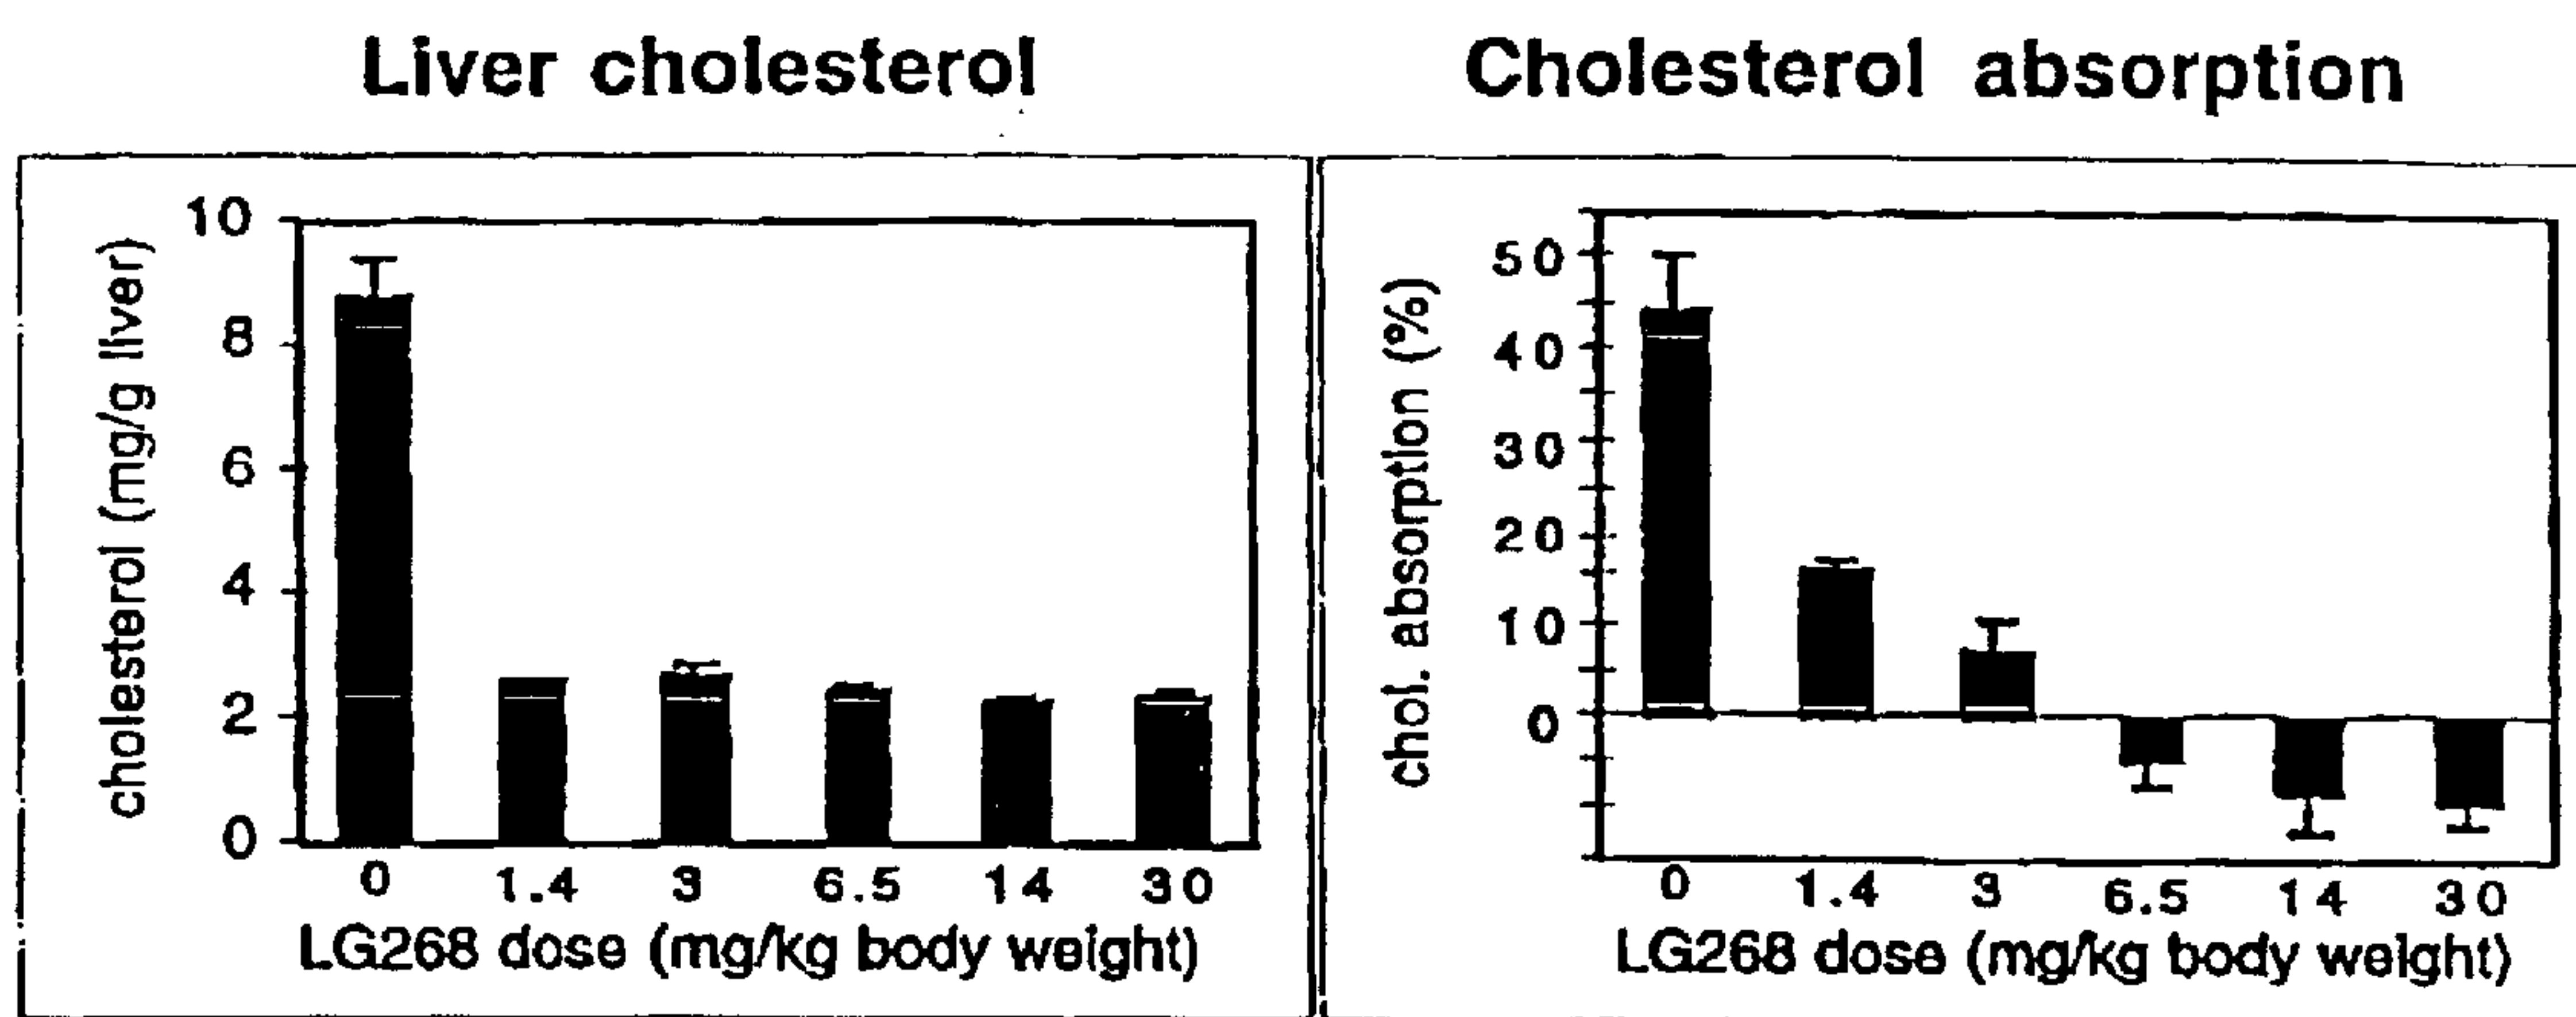 Liver cholesterol
cholesterol (mg/g liver)
10
8
6
4
2
0
0 1.4 3 6.5 14 30
LG268 dose (mg/kg body weight)
Cholesterol absorption
chol. absorption (%)
50
40
30
20
10
0
0 1.4 3 6.5 14 30
LG268 dose (mg/kg body weight)